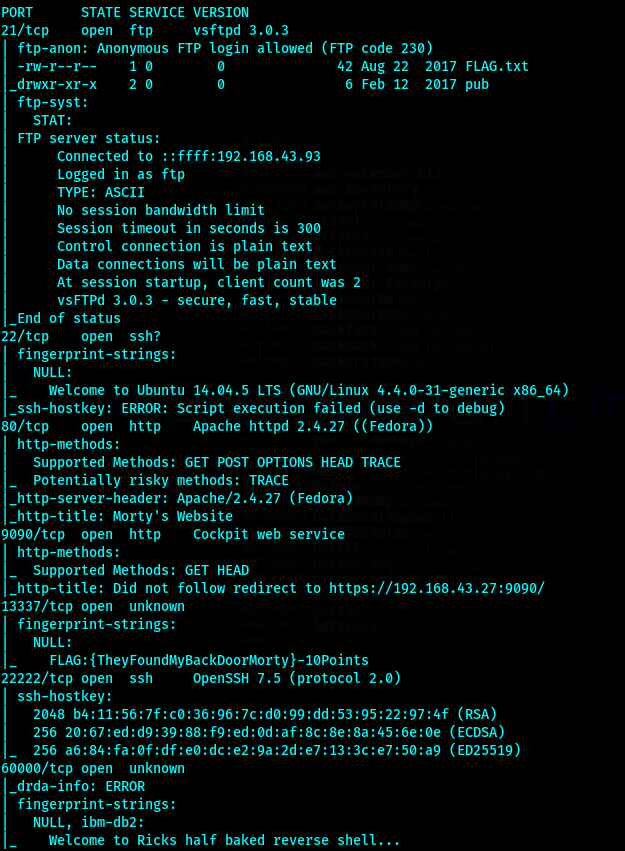 PORT      STATE SERVICE VERSION
21/tcp    open  ftp     vsftpd 3.0.3
| ftp-anon: Anonymous FTP login allowed (FTP code 230)
| -rw-r--r--    1 0        0              42 Aug 22  2017 FLAG.txt
|_drwxr-xr-x    2 0        0               6 Feb 12  2017 pub
| ftp-syst:
|   STAT:
| FTP server status:
|      Connected to ::ffff:192.168.43.93
|      Logged in as ftp
|      TYPE: ASCII
|      No session bandwidth limit
|      Session timeout in seconds is 300
|      Control connection is plain text
|      Data connections will be plain text
|      At session startup, client count was 2
|      vsFTPd 3.0.3 - secure, fast, stable
|_End of status
22/tcp    open  ssh?
| fingerprint-strings:
|   NULL:
|_    Welcome to Ubuntu 14.04.5 LTS (GNU/Linux 4.4.0-31-generic x86_64)
|_ssh-hostkey: ERROR: Script execution failed (use -d to debug)
80/tcp    open  http    Apache httpd 2.4.27 ((Fedora))
| http-methods:
|   Supported Methods: GET POST OPTIONS HEAD TRACE
|_  Potentially risky methods: TRACE
|_http-server-header: Apache/2.4.27 (Fedora)
|_http-title: Morty's Website
9090/tcp  open  http    Cockpit web service
| http-methods:
|_  Supported Methods: GET HEAD
|_http-title: Did not follow redirect to https://192.168.43.27:9090/
13337/tcp open  unknown
| fingerprint-strings:
|   NULL:
|_    FLAG:{TheyFoundMyBackDoorMorty}-10Points
22222/tcp open  ssh     OpenSSH 7.5 (protocol 2.0)
| ssh-hostkey:
|   2048 b4:11:56:7f:c0:36:96:7c:d0:99:dd:53:95:22:97:4f (RSA)
|   256 20:67:ed:d9:39:88:f9:ed:0d:af:8c:8e:8a:45:6e:0e (ECDSA)
|_  256 a6:84:fa:0f:df:e0:dc:e2:9a:2d:e7:13:3c:e7:50:a9 (ED25519)
60000/tcp open  unknown
|_drda-info: ERROR
| fingerprint-strings:
|   NULL, ibm-db2:
|_    Welcome to Ricks half baked reverse shell...